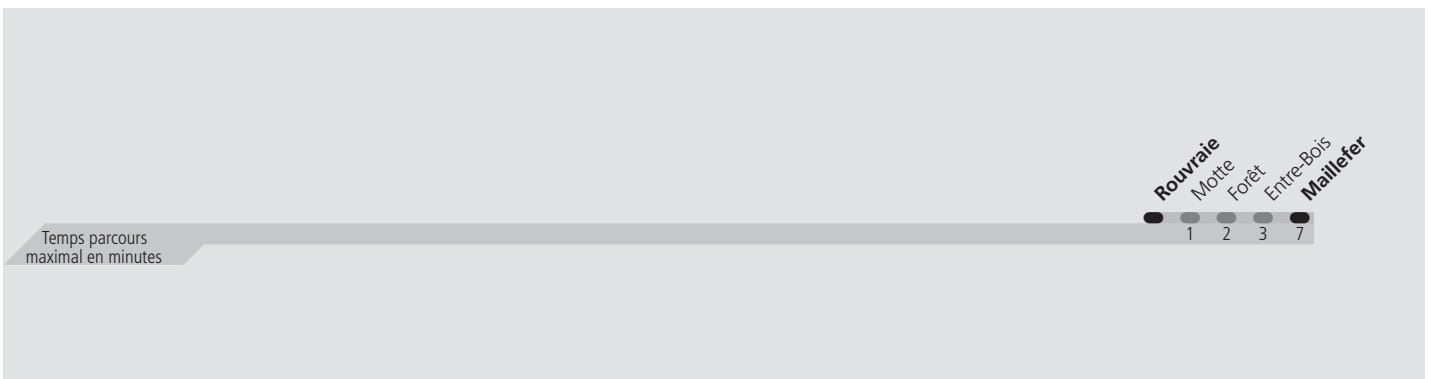 Rouvraie
Motte
Forêt
Entre-Bois
Maillefer
Temps parcours
maximal en minutes
1 2 3 7